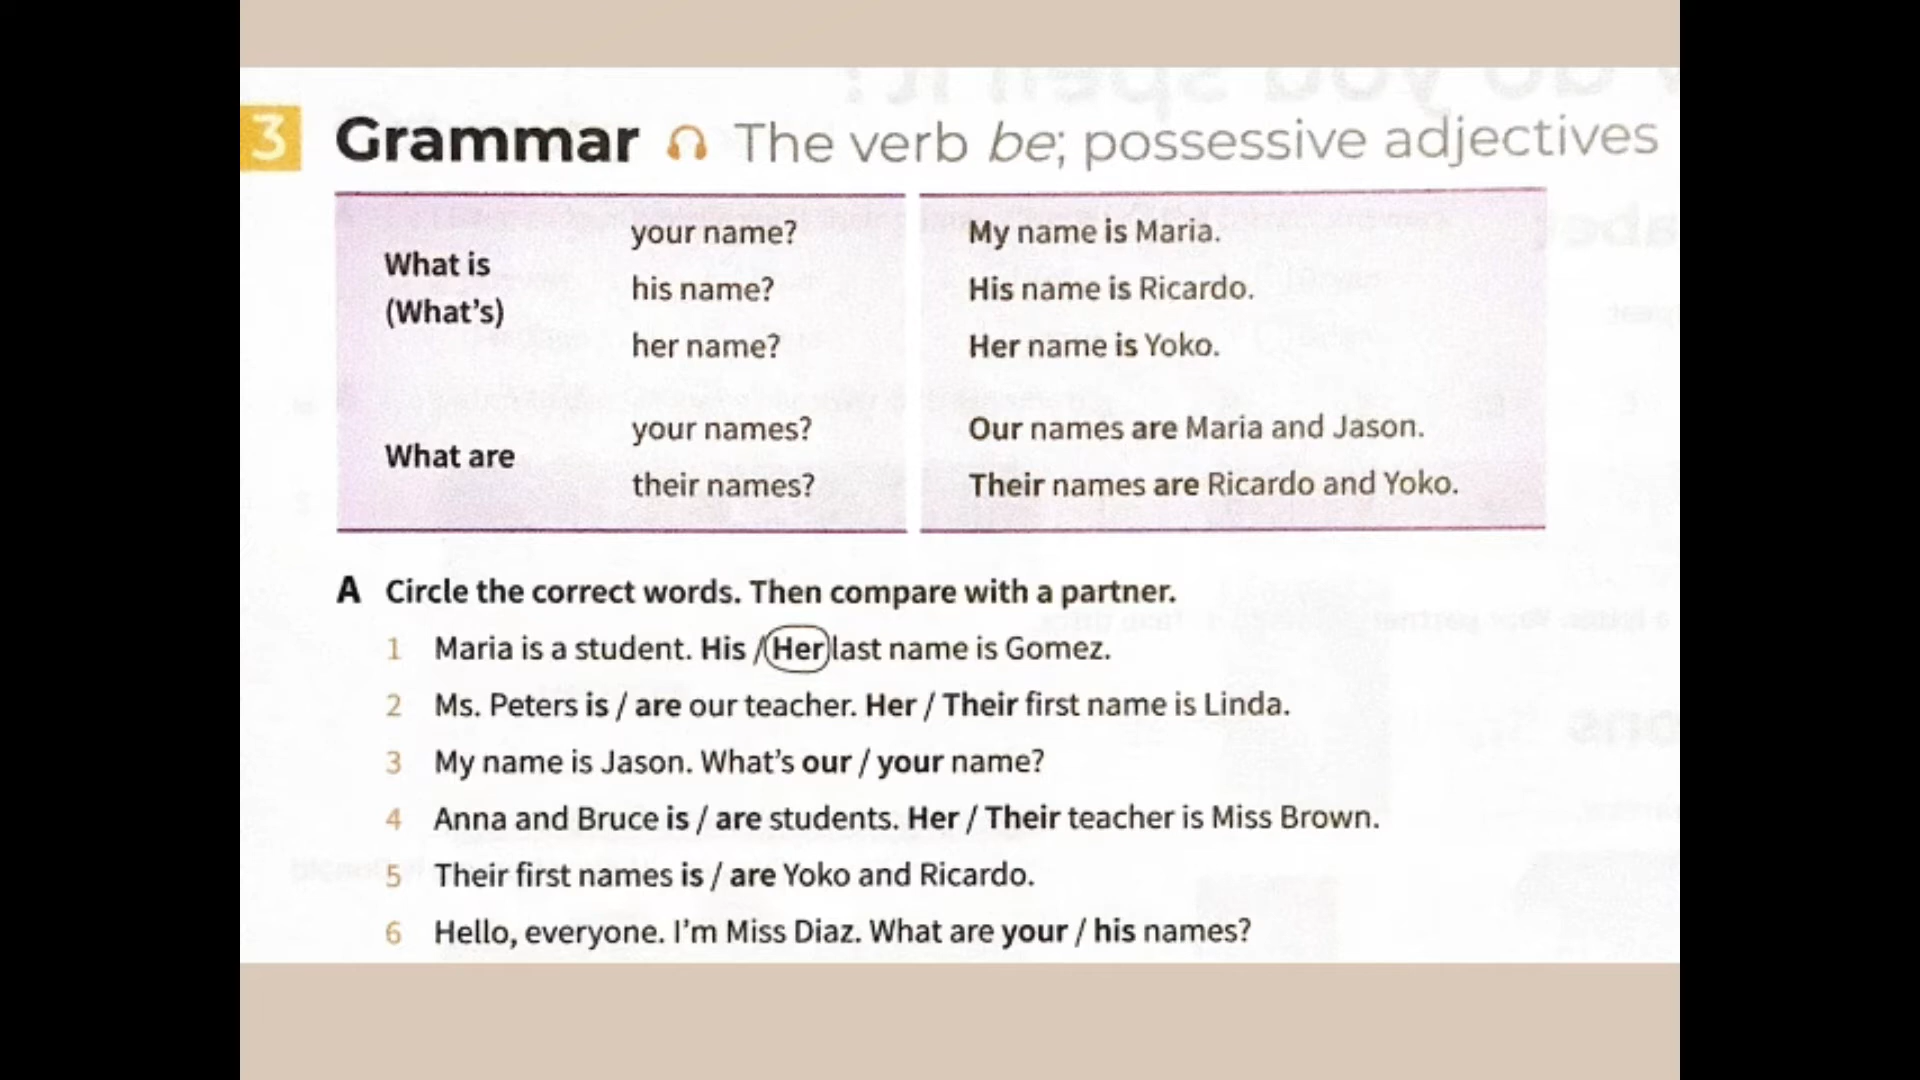 3 Grammar The verb be; possessive adjectives
your name? My name is Maria.
What is
(What's)
his name? His name is Ricardo.
her name? Her name is Yoko.
your names? Our names are Maria and Jason.
What are
their names? Their names are Ricardo and Yoko.
A Circle the correct words. Then compare with a partner.
1 Maria is a student. His / Her last name is Gomez.
2 Ms. Peters is / are our teacher. Her / Their first name is Linda.
3 My name is Jason. What's our / your name?
4 Anna and Bruce is / are students. Her / Their teacher is Miss Brown.
5 Their first names is / are Yoko and Ricardo.
6 Hello, everyone. I'm Miss Diaz. What are your / his names?